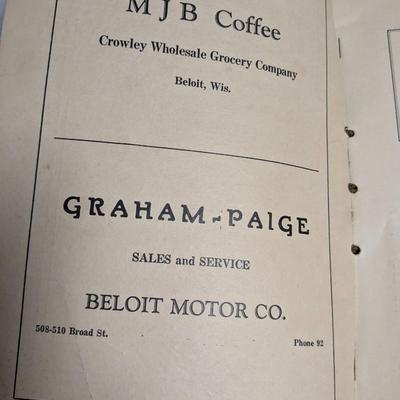 M J B Coffee
Crowley Wholesale Grocery Company
Beloit, Wis.
GRAHAM-PAIGE
SALES and SERVICE
BELOIT MOTOR CO.
508-510 Broad St. Phone 92